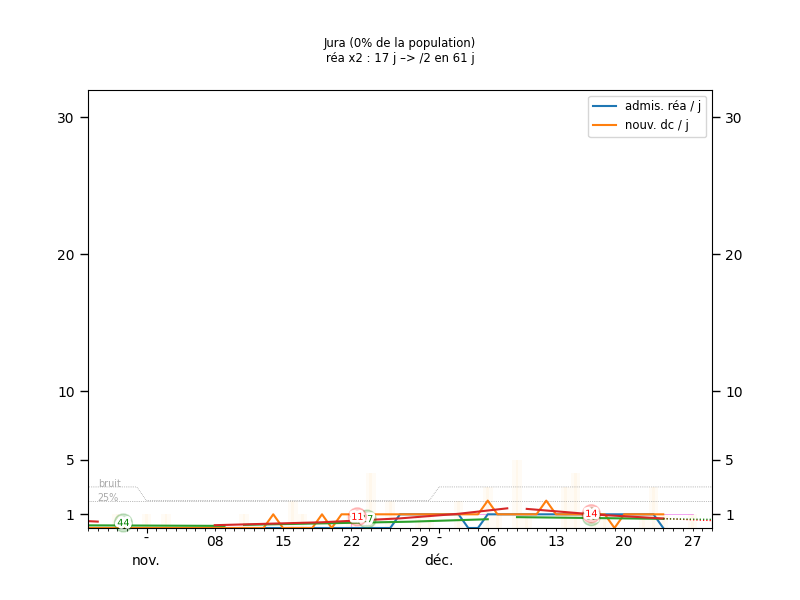 Jura (0% de la population)
réa x2 : 17 j –> /2 en 61 j
admis. réa / j
nouv. dc / j
30 30
20 20
10 10
5 5
bruit
25%
1 1
44 11 7 14
- 08 15 22 29 - 06 13 20 27
nov. déc.